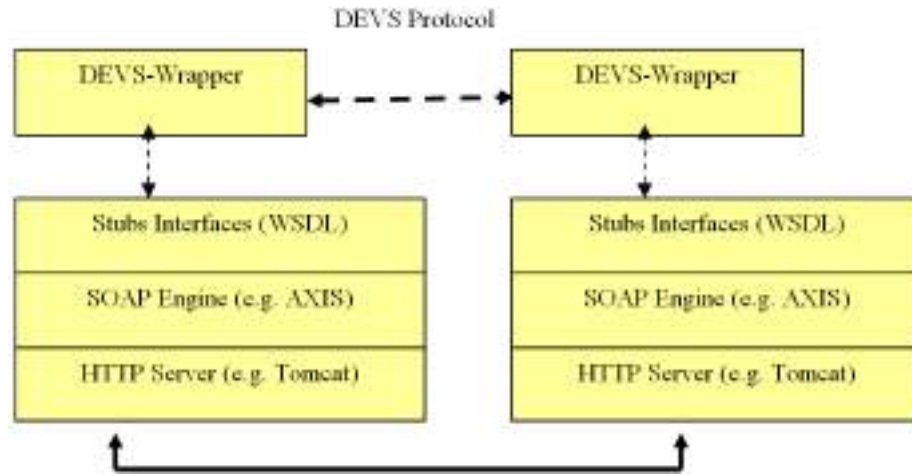 DEVS Protocol
DEVS-Wrapper
DEVS-Wrapper
Stubs Interfaces (WSDL)
SOAP Engine (e.g. AXIS)
HTTP Server (e.g. Tomcat)
Stubs Interfaces (WSDL)
SOAP Engine (e.g. AXIS)
HTTP Server (e.g. Tomcat)